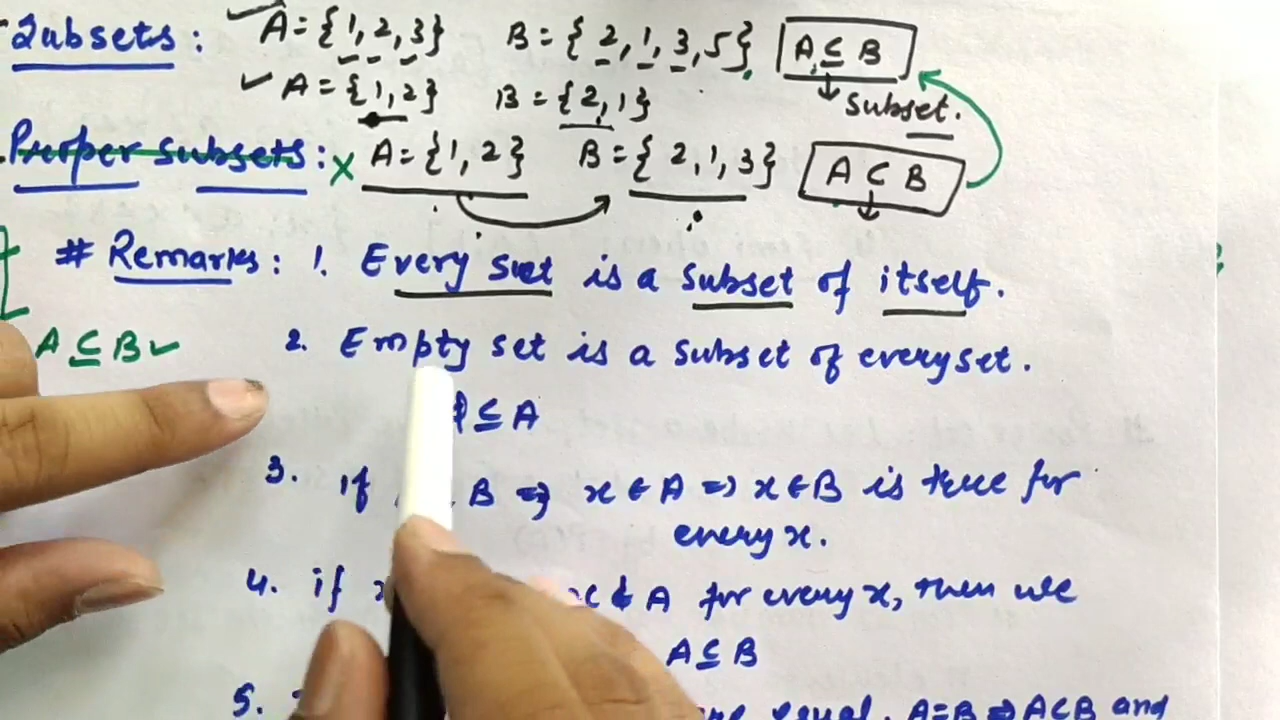 Subsets: A = {1, 2, 3} B = { 2, 1, 3, 5} A ⊆ B
A = {1, 2} B = {2, 1} Subset.
Proper subsets: × A = {1, 2} B = { 2, 1, 3} A ⊂ B
# Remarks: 1. Every set is a subset of itself.
A ⊆ B ✓ 2. Empty set is a subset of every set.
⊆ A
3. if B ⇒ x ∈ A ⇒ x ∈ B is true for
every x.
4. if A for every x, then
A ⊆ B
5. equal. A=B ⇒ A⊂B and